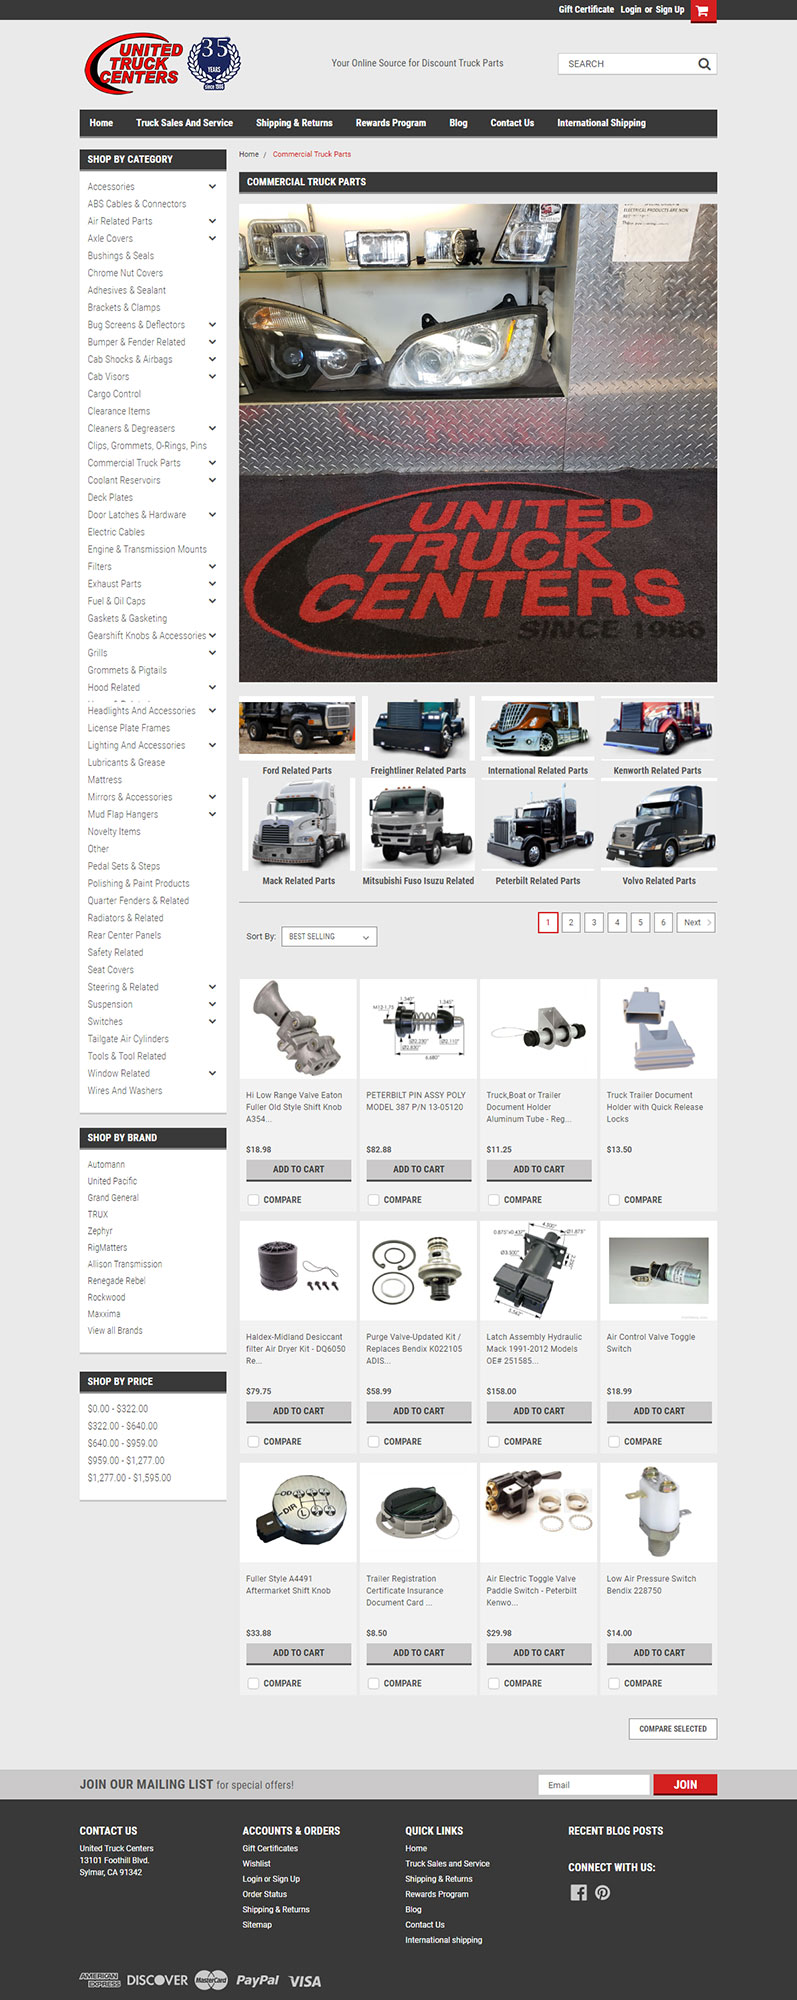 Gift Certificate Login or Sign Up
UNITED TRUCK CENTERS
35 YEARS
Since 1986
Your Online Source for Discount Truck Parts
SEARCH
Home Truck Sales And Service Shipping & Returns Rewards Program Blog Contact Us International Shipping
SHOP BY CATEGORY
Accessories
ABS Cables & Connectors
Air Related Parts
Axle Covers
Bushings & Seals
Chrome Nut Covers
Adhesives & Sealant
Brackets & Clamps
Bug Screens & Deflectors
Bumper & Fender Related
Cab Shocks & Airbags
Cab Visors
Cargo Control
Clearance Items
Cleaners & Degreasers
Clips, Grommets, O-Rings, Pins
Commercial Truck Parts
Coolant Reservoirs
Deck Plates
Door Latches & Hardware
Electric Cables
Engine & Transmission Mounts
Filters
Exhaust Parts
Fuel & Oil Caps
Gaskets & Gasketing
Gearshift Knobs & Accessories
Grills
Grommets & Pigtails
Hood Related
Headlights And Accessories
License Plate Frames
Lighting And Accessories
Lubricants & Grease
Mattress
Mirrors & Accessories
Mud Flap Hangers
Novelty Items
Other
Pedal Sets & Steps
Polishing & Paint Products
Quarter Fenders & Related
Radiators & Related
Rear Center Panels
Safety Related
Seat Covers
Steering & Related
Suspension
Switches
Tailgate Air Cylinders
Tools & Tool Related
Window Related
Wires And Washers
SHOP BY BRAND
Automann
United Pacific
Grand General
TRUX
Zephyr
RigMatters
Allison Transmission
Renegade Rebel
Rockwood
Maxxima
View all Brands
SHOP BY PRICE
$0.00 - $322.00
$322.00 - $640.00
$640.00 - $959.00
$959.00 - $1,277.00
$1,277.00 - $1,595.00
Home / Commercial Truck Parts
COMMERCIAL TRUCK PARTS
ELECTRICAL PRODUCTS ARE NOW
UNITED
TRUCK
CENTERS
SINCE 1986
Ford Related Parts Freightliner Related Parts International Related Parts Kenworth Related Parts
Mack Related Parts Mitsubishi Fuso Isuzu Related Peterbilt Related Parts Volvo Related Parts
1 2 3 4 5 6 Next
Sort By: BEST SELLING
Hi Low Range Valve Eaton
Fuller Old Style Shift Knob
A354...
$18.98
ADD TO CART
COMPARE
M12-1.75 1.340" 1.345"
Ø2.230" Ø2.110"
Ø2.830"
6.680"
PETERBILT PIN ASSY POLY
MODEL 387 P/N 13-05120
$82.88
ADD TO CART
COMPARE
Truck,Boat or Trailer
Document Holder
Aluminum Tube - Reg...
$11.25
ADD TO CART
COMPARE
Truck Trailer Document
Holder with Quick Release
Locks
$13.50
COMPARE
Haldex-Midland Desiccant
filter Air Dryer Kit - DQ6050
Re...
$79.75
ADD TO CART
COMPARE
Purge Valve-Updated Kit /
Replaces Bendix K022105
ADIS...
$58.99
ADD TO CART
COMPARE
Latch Assembly Hydraulic
Mack 1991-2012 Models
OE# 251585...
$158.00
ADD TO CART
COMPARE
Air Control Valve Toggle
Switch
$18.99
ADD TO CART
COMPARE
OD
DIR
L
Fuller Style A4491
Aftermarket Shift Knob
$33.88
ADD TO CART
COMPARE
Trailer Registration
Certificate Insurance
Document Card ...
$8.50
ADD TO CART
COMPARE
Air Electric Toggle Valve
Paddle Switch - Peterbilt
Kenwo...
$29.98
ADD TO CART
COMPARE
Low Air Pressure Switch
Bendix 228750
$14.00
ADD TO CART
COMPARE
COMPARE SELECTED
JOIN OUR MAILING LIST for special offers!
Email
JOIN
CONTACT US
United Truck Centers
13101 Foothill Blvd.
Sylmar, CA 91342
ACCOUNTS & ORDERS
Gift Certificates
Wishlist
Login or Sign Up
Order Status
Shipping & Returns
Sitemap
QUICK LINKS
Home
Truck Sales and Service
Shipping & Returns
Rewards Program
Blog
Contact Us
International shipping
RECENT BLOG POSTS
CONNECT WITH US:
AMERICAN EXPRESS DISCOVER MasterCard PayPal VISA